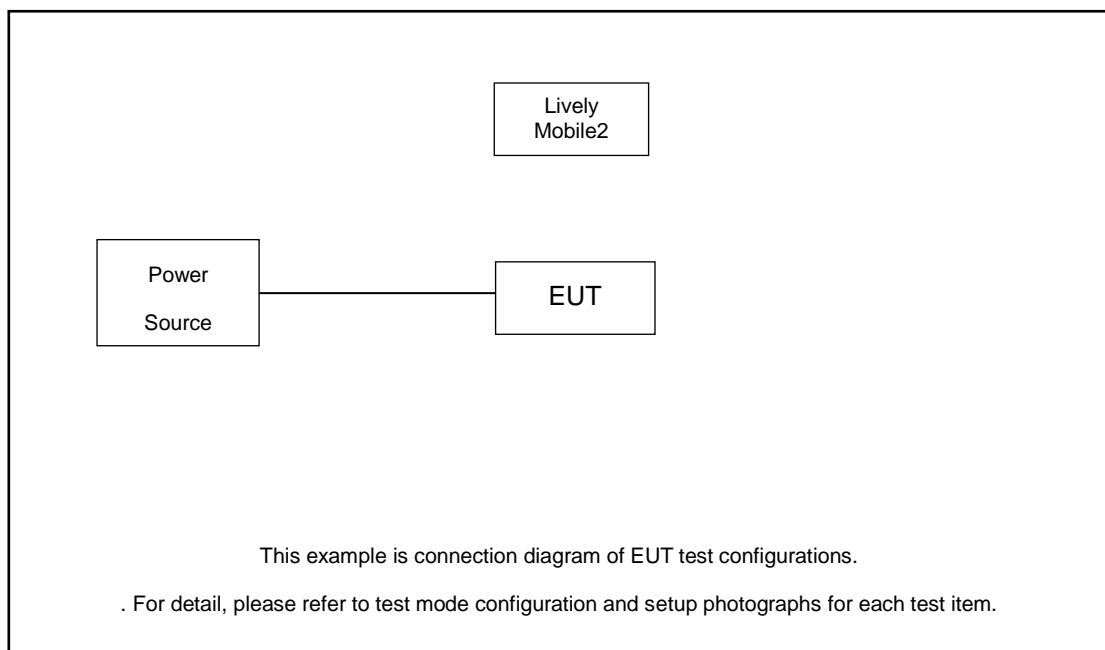 Lively
Mobile2
Power
Source
EUT
This example is connection diagram of EUT test configurations.
. For detail, please refer to test mode configuration and setup photographs for each test item.